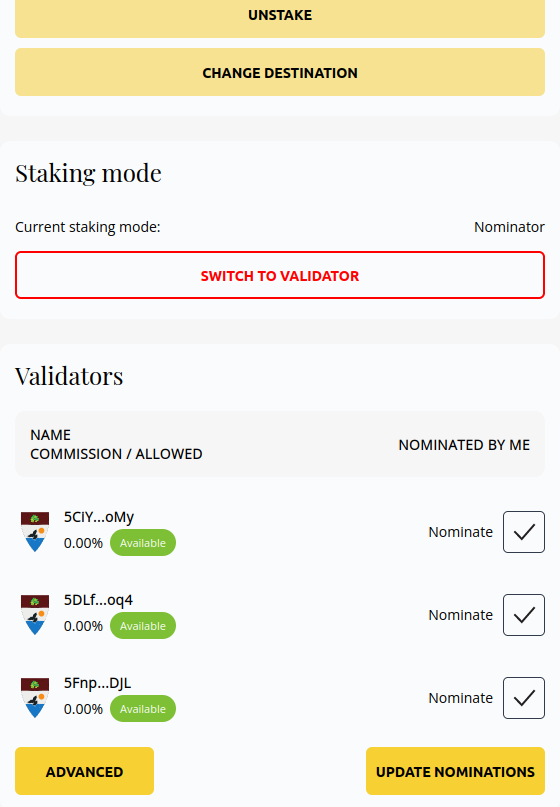 UNSTAKE
CHANGE DESTINATION
Staking mode
Current staking mode: Nominator
SWITCH TO VALIDATOR
Validators
NAME
COMMISSION / ALLOWED
NOMINATED BY ME
5CiY...oMy
0.00% Available
Nominate
5DLf...oq4
0.00% Available
Nominate
5Fnp...DJL
0.00% Available
Nominate
ADVANCED
UPDATE NOMINATIONS